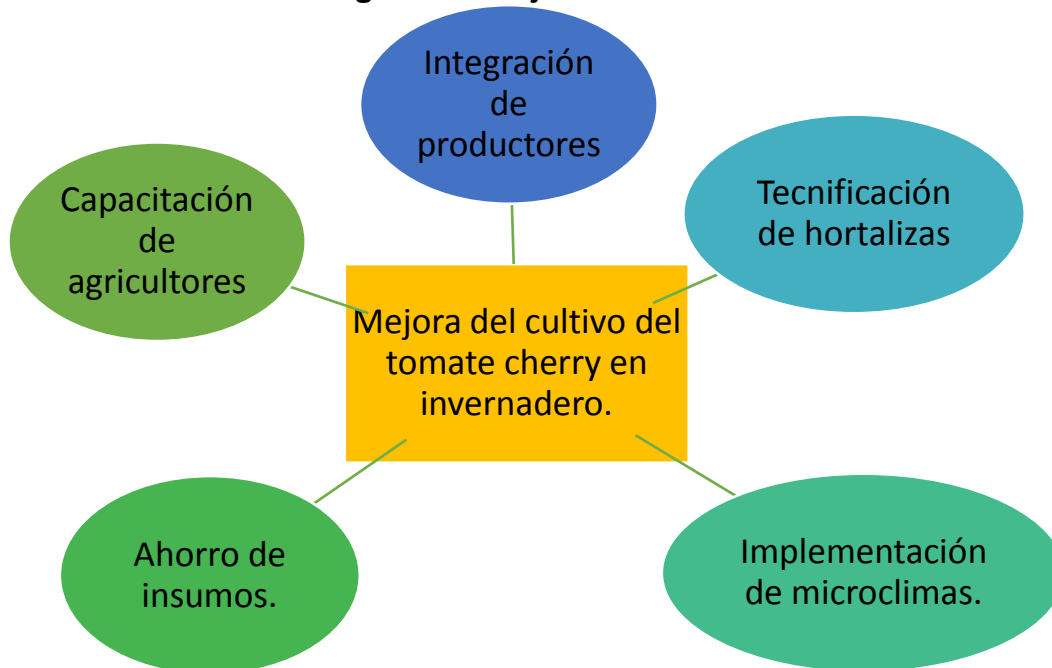 Integración
de
productores
Tecnificación
de hortalizas
Capacitación
de
agricultores
Mejora del cultivo del
tomate cherry en
invernadero.
Ahorro de
insumos.
Implementación
de microclimas.